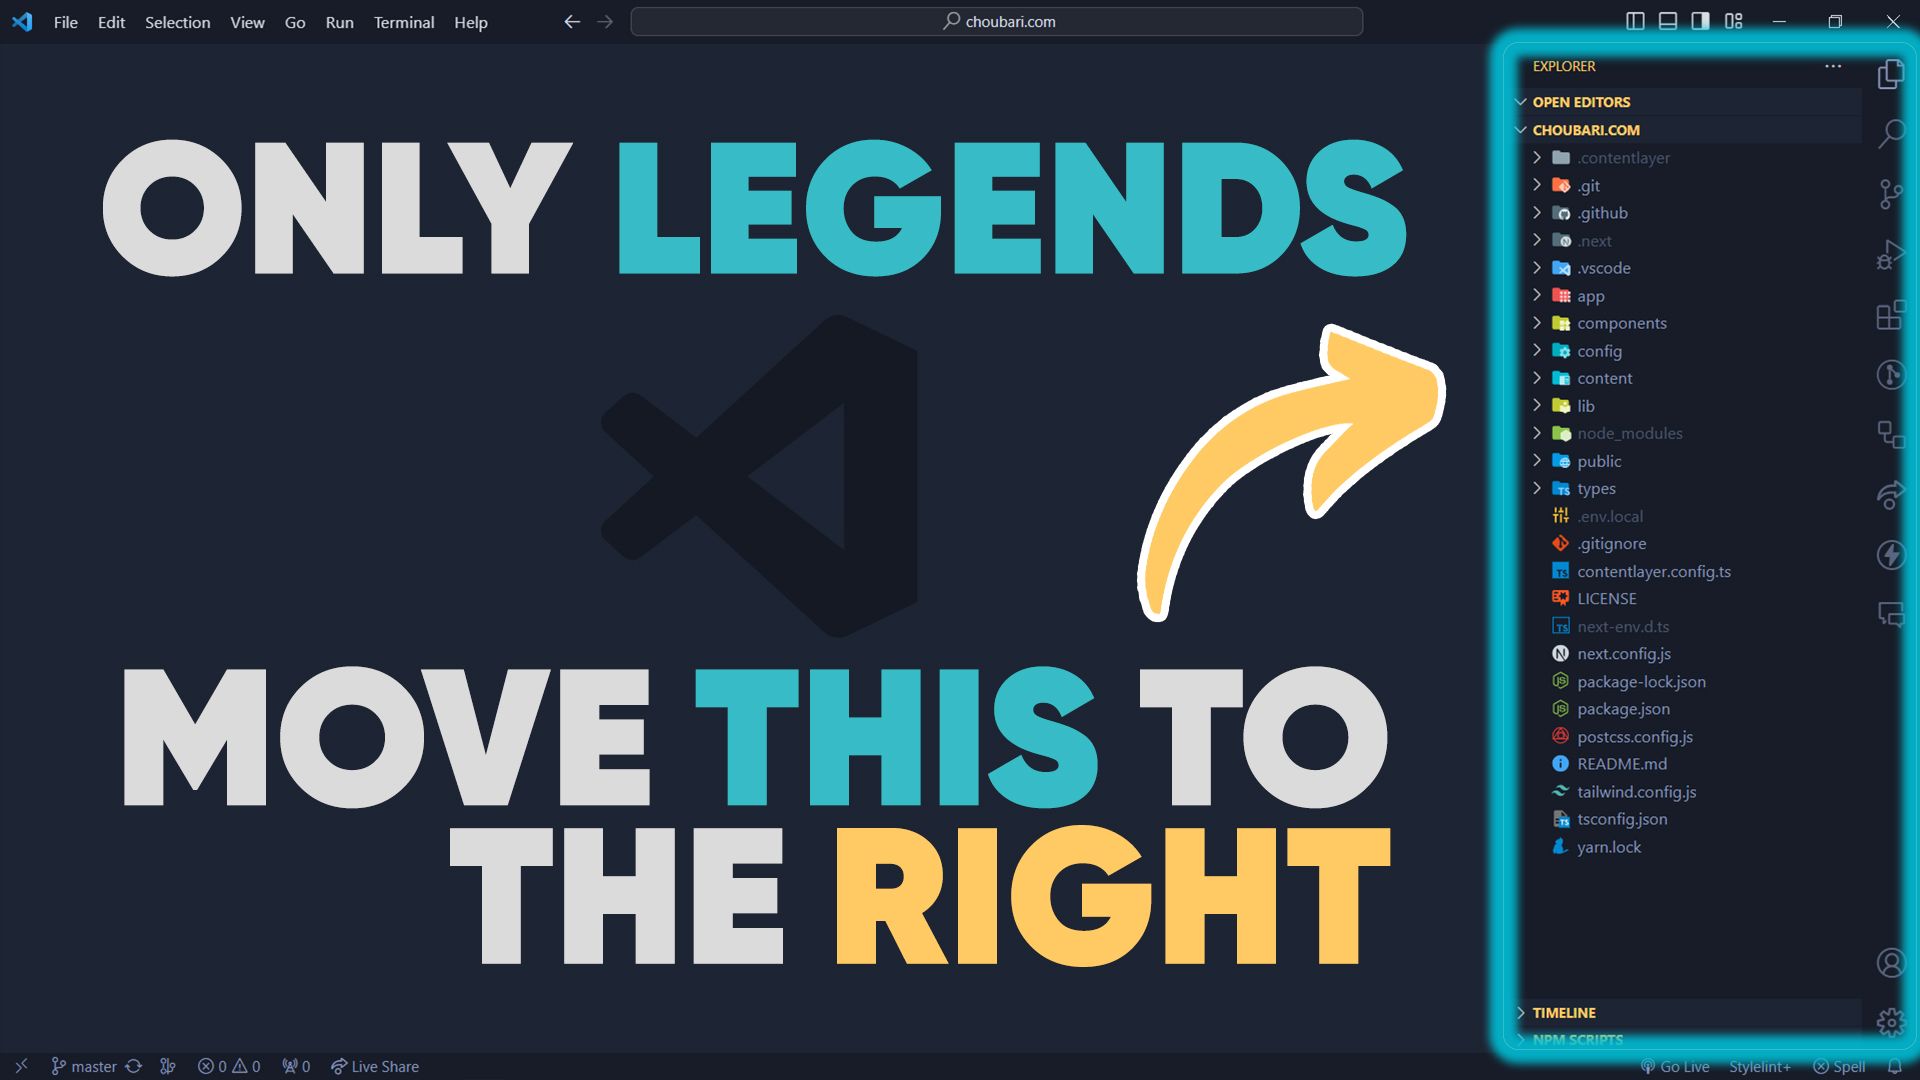 File Edit Selection View Go Run Terminal Help
choubari.com
EXPLORER
OPEN EDITORS
CHOUBARI.COM
.contentlayer
.git
.github
.next
.vscode
app
components
config
content
lib
node_modules
public
types
.env.local
.gitignore
contentlayer.config.ts
LICENSE
next-env.d.ts
next.config.js
package-lock.json
package.json
postcss.config.js
README.md
tailwind.config.js
tsconfig.json
yarn.lock
TIMELINE
NPM SCRIPTS
ONLY LEGENDS
MOVE THIS TO
THE RIGHT
master 0 0 0 Live Share
Go Live Stylelint+ Spell